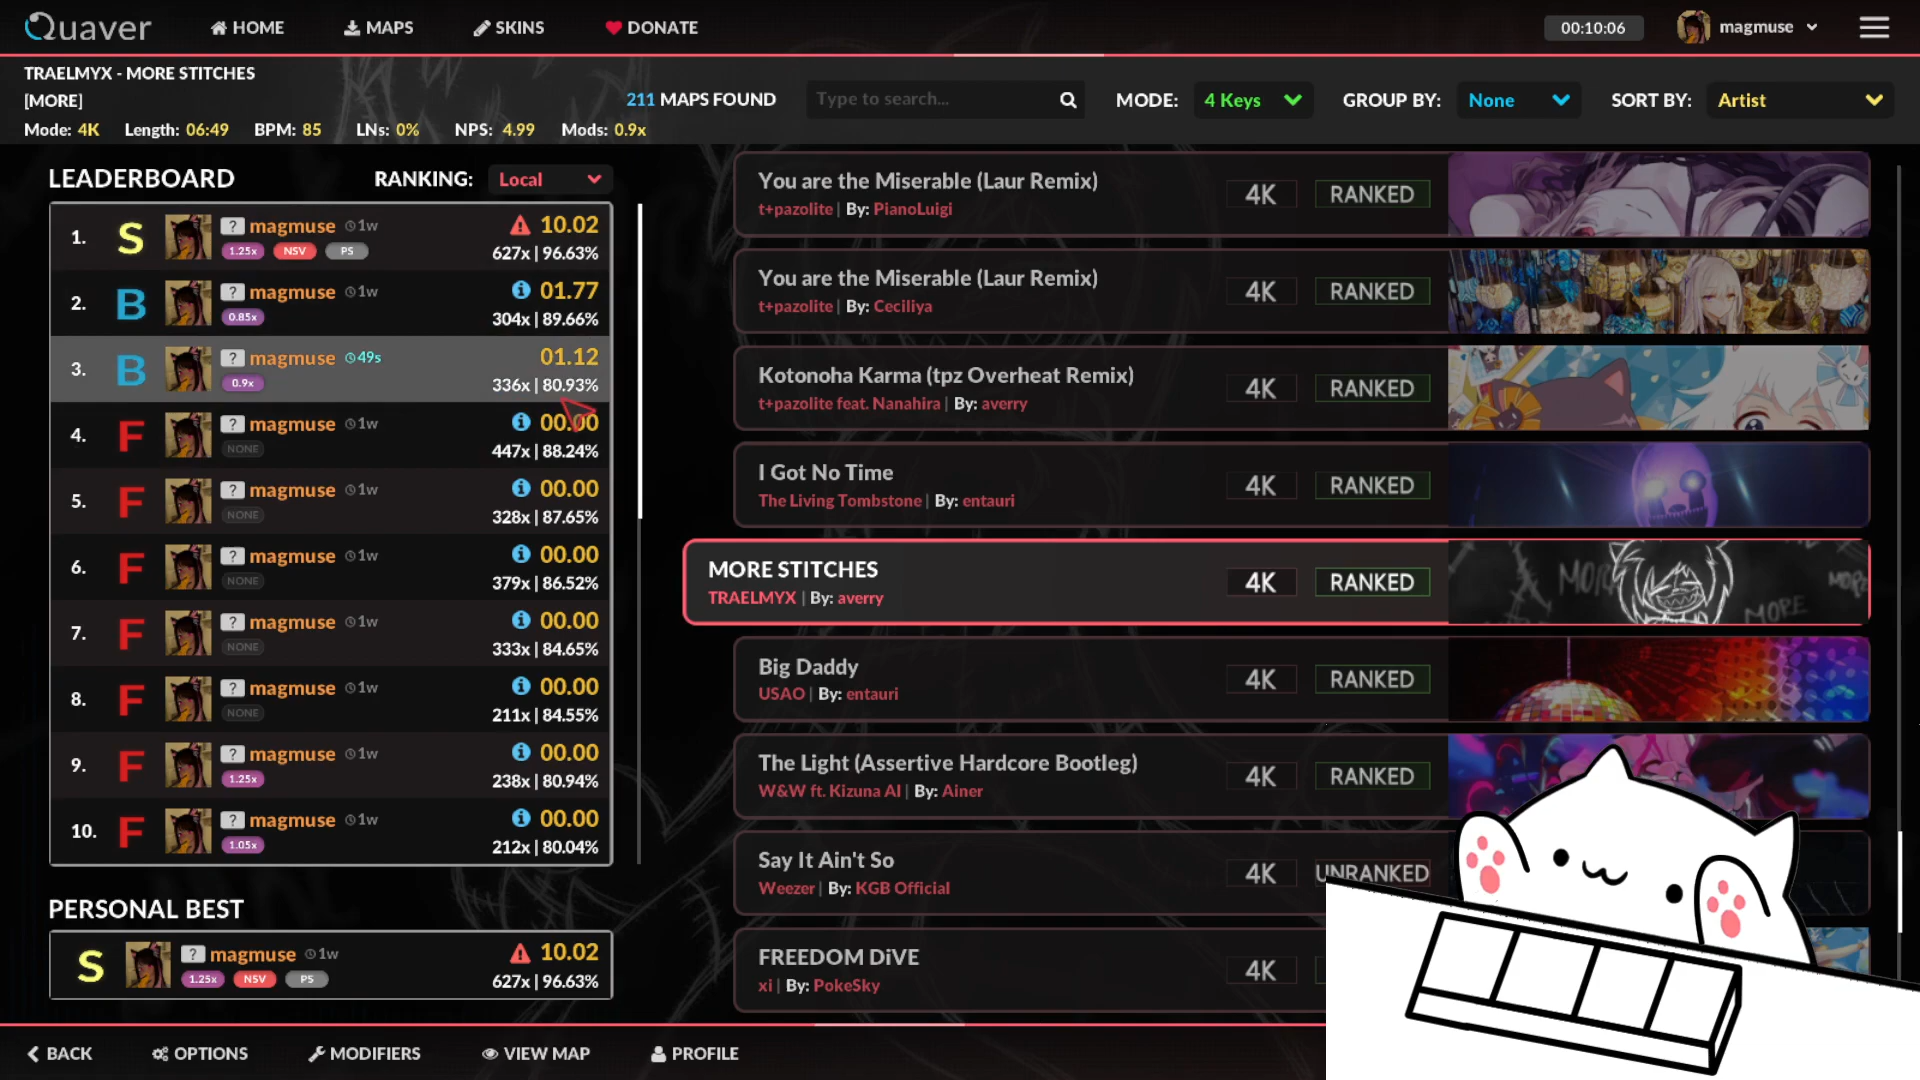 Quaver
HOME
MAPS
SKINS
DONATE
00:10:06
magmuse
TRAELMYX - MORE STITCHES
[MORE]
Mode: 4K Length: 06:49 BPM: 85 LNs: 0% NPS: 4.99 Mods: 0.9x
211 MAPS FOUND
Type to search...
MODE: 4 Keys
GROUP BY: None
SORT BY: Artist
LEADERBOARD
RANKING: Local
1. S ? magmuse 1w 10.02
1.25x NSV PS 627x | 96.63%
2. B ? magmuse 1w 01.77
0.85x 304x | 89.66%
3. B ? magmuse 49s 01.12
0.9x 336x | 80.93%
4. F ? magmuse 1w 00.00
NONE 447x | 88.24%
5. F ? magmuse 1w 00.00
NONE 328x | 87.65%
6. F ? magmuse 1w 00.00
NONE 379x | 86.52%
7. F ? magmuse 1w 00.00
NONE 333x | 84.65%
8. F ? magmuse 1w 00.00
NONE 211x | 84.55%
9. F ? magmuse 1w 00.00
1.25x 238x | 80.94%
10. F ? magmuse 1w 00.00
1.05x 212x | 80.04%
PERSONAL BEST
S ? magmuse 1w 10.02
1.25x NSV PS 627x | 96.63%
You are the Miserable (Laur Remix)
t+pazolite | By: PianoLuigi
4K RANKED
You are the Miserable (Laur Remix)
t+pazolite | By: Ceciliya
4K RANKED
Kotonoha Karma (tpz Overheat Remix)
t+pazolite feat. Nanahira | By: averry
4K RANKED
I Got No Time
The Living Tombstone | By: entauri
4K RANKED
MORE STITCHES
TRAELMYX | By: averry
4K RANKED
MORE
MORE
MORE
Big Daddy
USAO | By: entauri
4K RANKED
The Light (Assertive Hardcore Bootleg)
W&W ft. Kizuna AI | By: Ainer
4K RANKED
Say It Ain't So
Weezer | By: KGB Official
4K UNRANKED
FREEDOM DiVE
xi | By: PokeSky
4K
BACK
OPTIONS
MODIFIERS
VIEW MAP
PROFILE